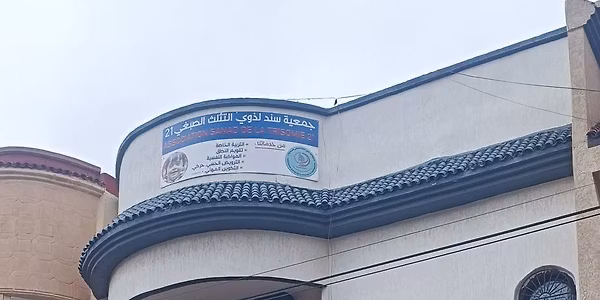 جمعية سند لذوي التثلث الصبغي 21
ASSOCIATION SANAD DE LA TRISOMIE 21
من خدماتنا:
• التربية الخاصة
• تقويم النطق
• المواكبة النفسية
• الترويض الحسي حركي
• التكوين المهني